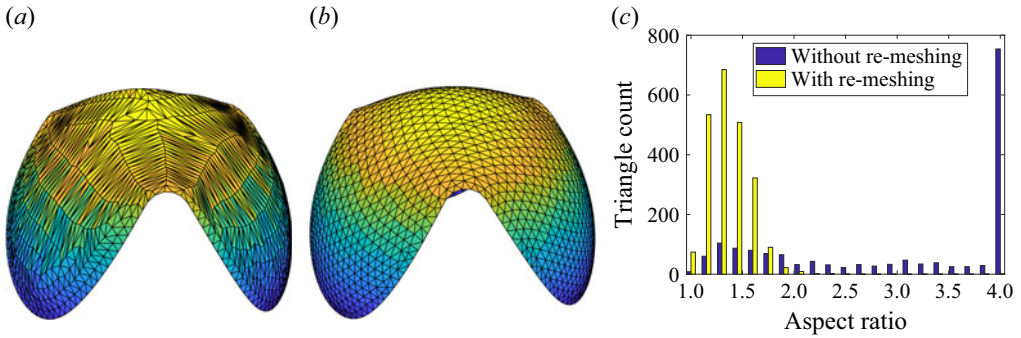 (a)
(b)
(c)
800
600
400
200
0
Triangle count
Without re-meshing
With re-meshing
1.0 1.5 2.0 2.5 3.0 3.5 4.0
Aspect ratio